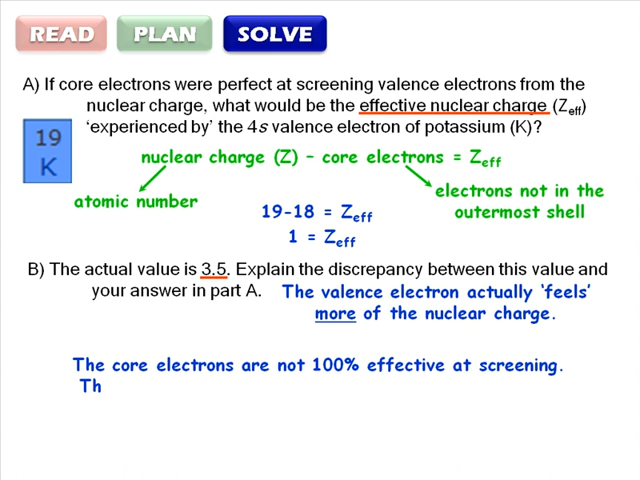 READ PLAN SOLVE
A) If core electrons were perfect at screening valence electrons from the
nuclear charge, what would be the effective nuclear charge (Zeff)
‘experienced by’ the 4s valence electron of potassium (K)?
19
K
nuclear charge (Z) – core electrons = Zeff
atomic number
electrons not in the
outermost shell
19-18 = Zeff
1 = Zeff
B) The actual value is 3.5. Explain the discrepancy between this value and
your answer in part A.
The valence electron actually ‘feels’
more of the nuclear charge.
The core electrons are not 100% effective at screening.
Th